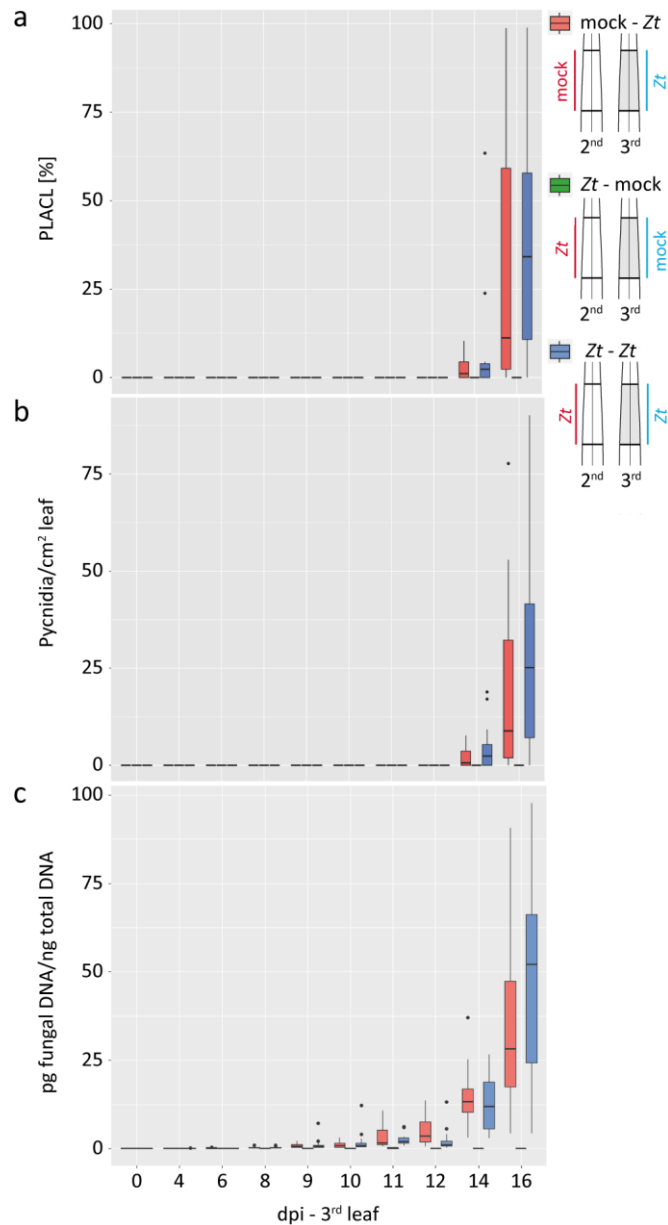 a
100
75
50
25
0
PLACL [%]
mock - Zt
mock
Zt
2nd
3rd
Zt - mock
Zt
mock
2nd
3rd
Zt - Zt
Zt
Zt
2nd
3rd
b
75
50
25
0
Pycnidia/cm² leaf
c
100
75
50
25
0
pg fungal DNA/ng total DNA
0 4 6 8 9 10 11 12 14 16
dpi - 3rd leaf